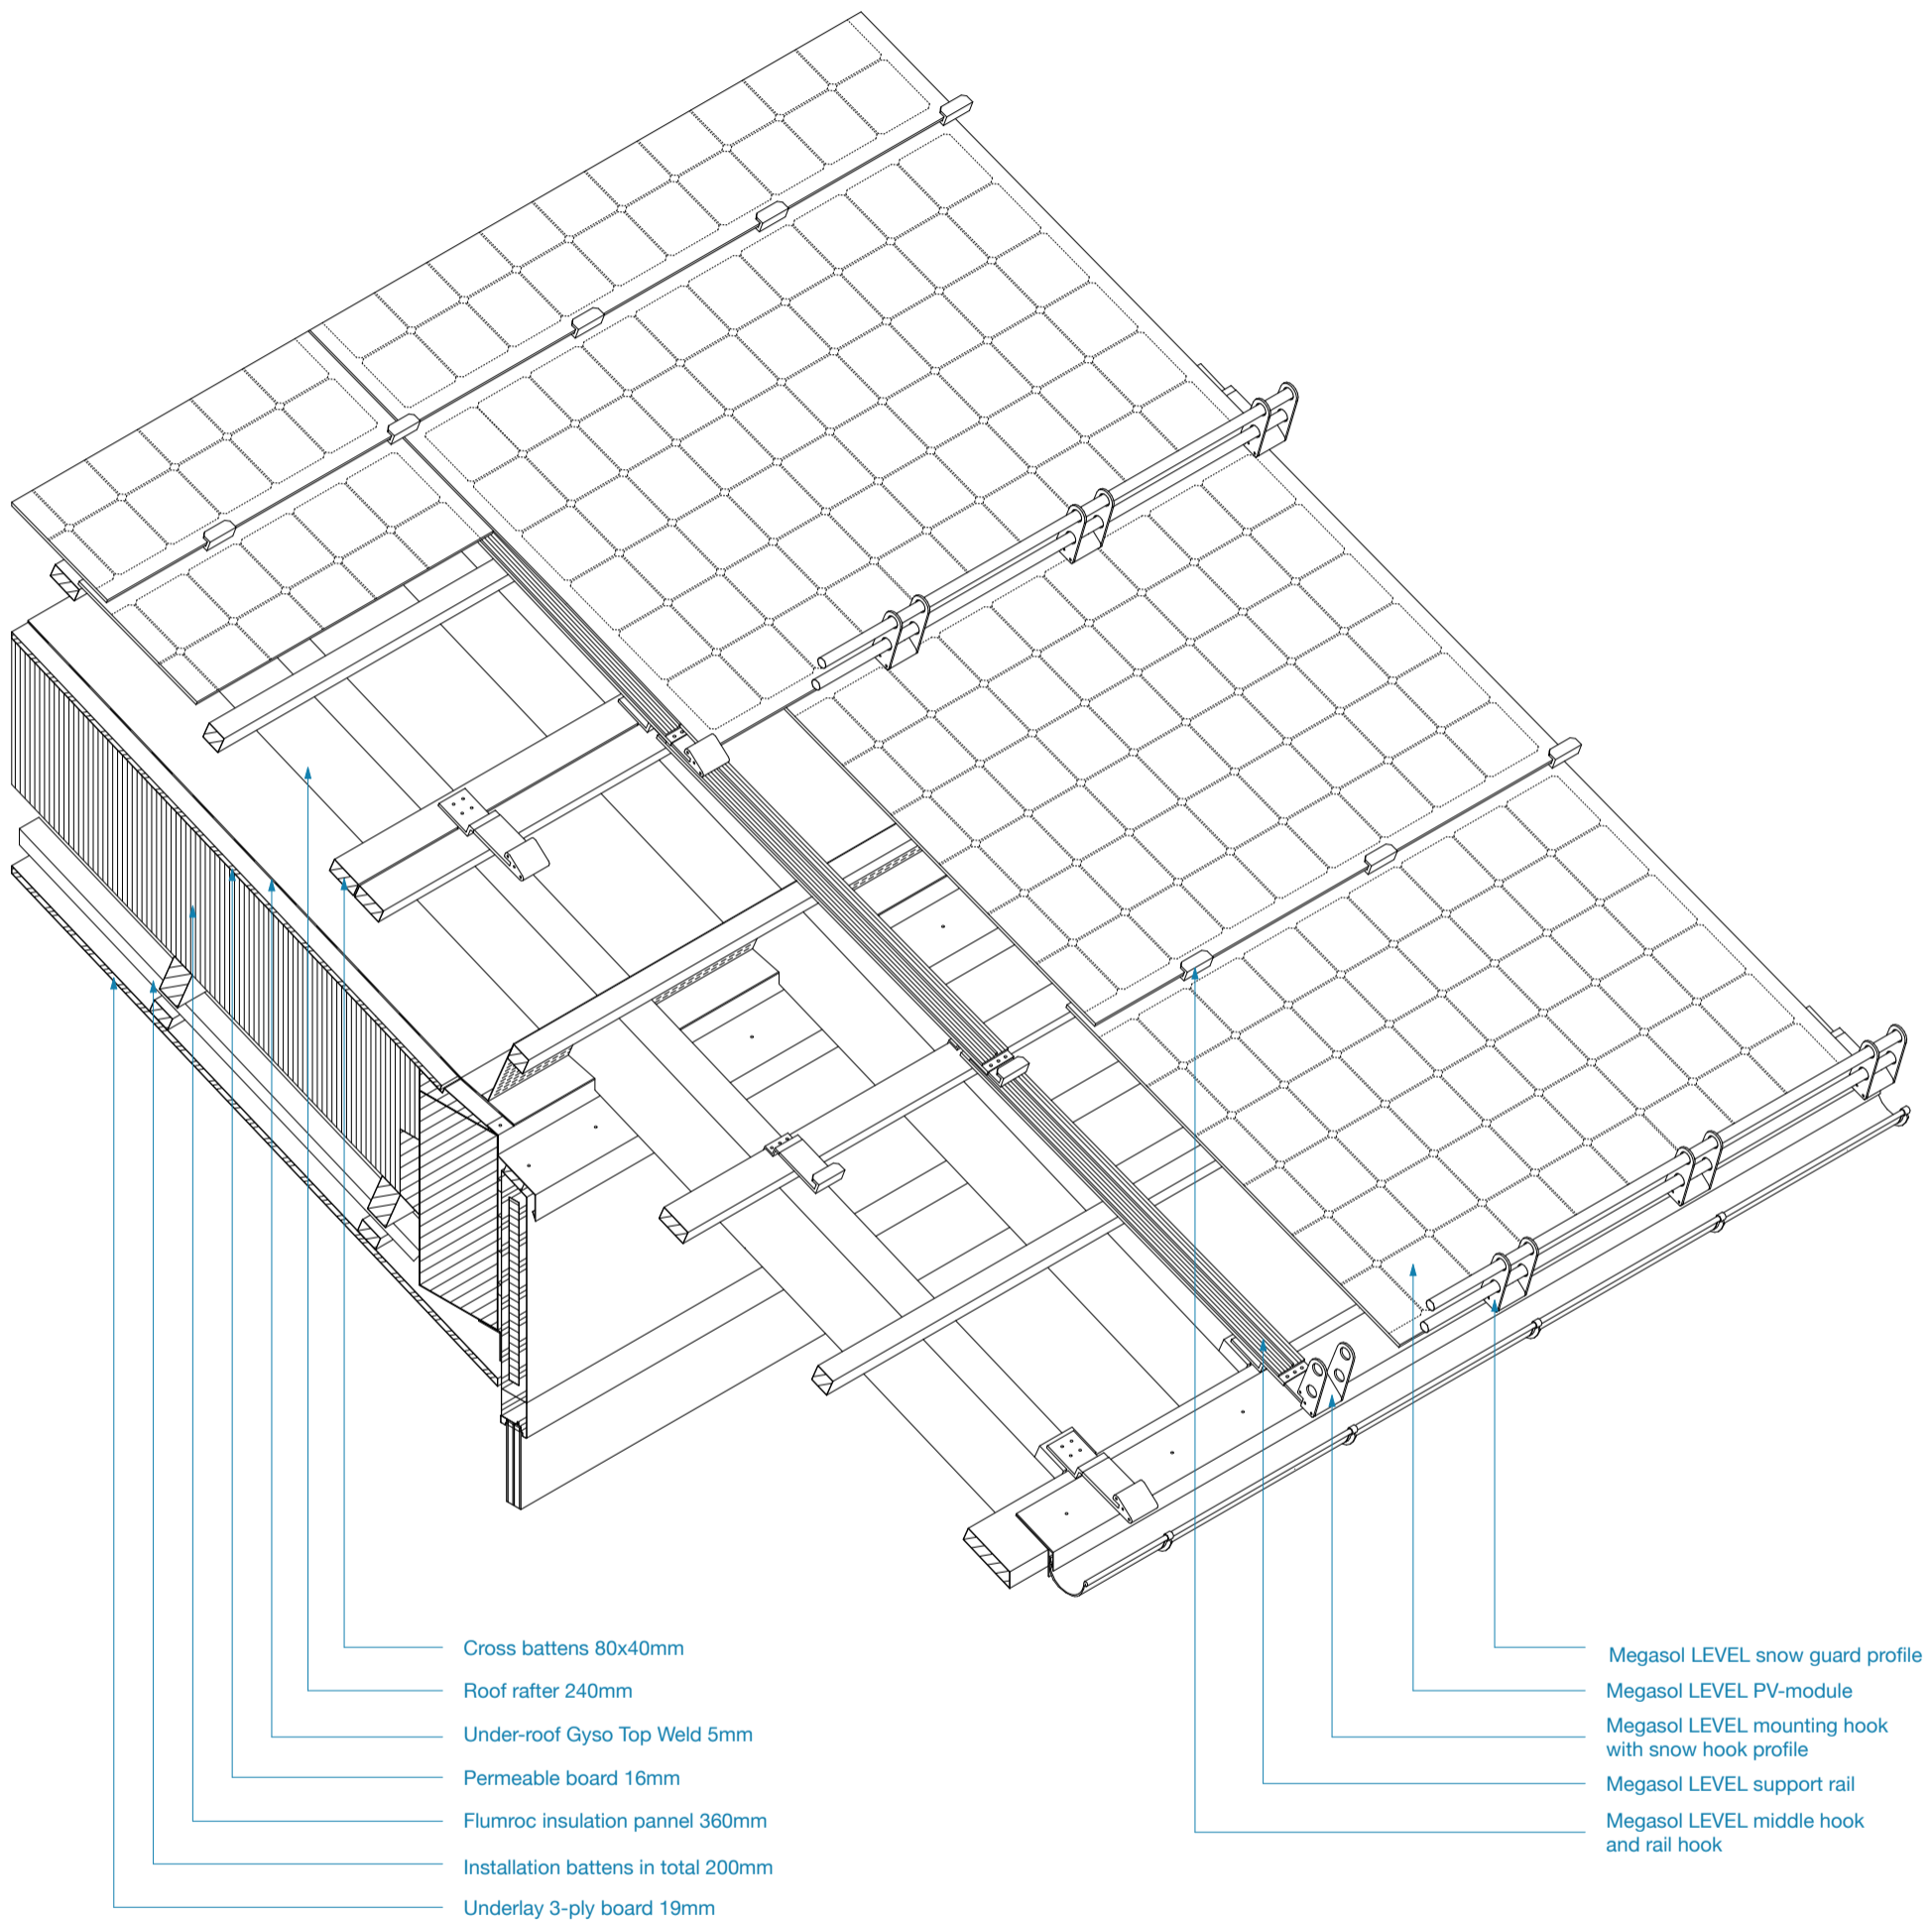 Cross battens 80x40mm
Roof rafter 240mm
Under-roof Gyso Top Weld 5mm
Permeable board 16mm
Flumroc insulation pannel 360mm
Installation battens in total 200mm
Underlay 3-ply board 19mm
Megasol LEVEL snow guard profile
Megasol LEVEL PV-module
Megasol LEVEL mounting hook
with snow hook profile
Megasol LEVEL support rail
Megasol LEVEL middle hook
and rail hook